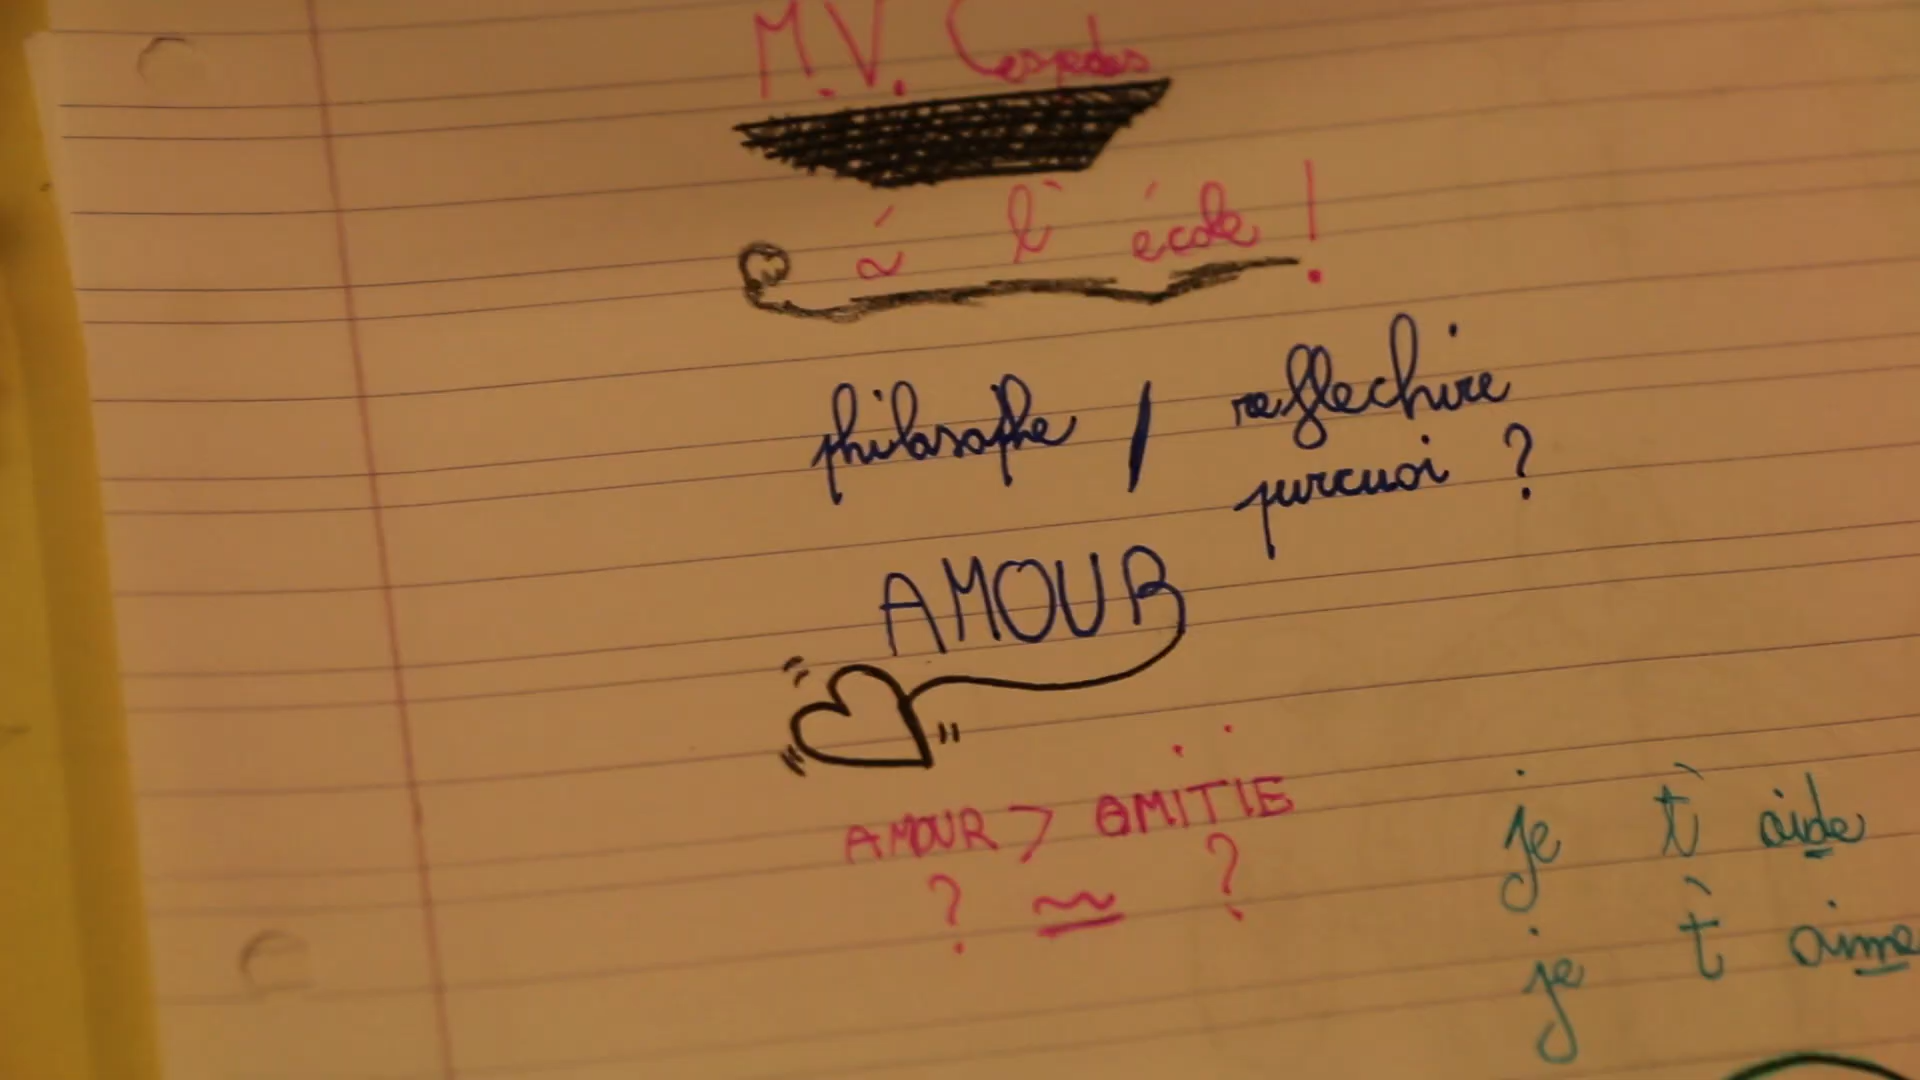 M.V. Cespedes
à l'école !
philosophe / reflechire
purcuoi ?
AMOUR
AMOUR > AMITIE
? ≃ ?
je t'aide
je t'aime